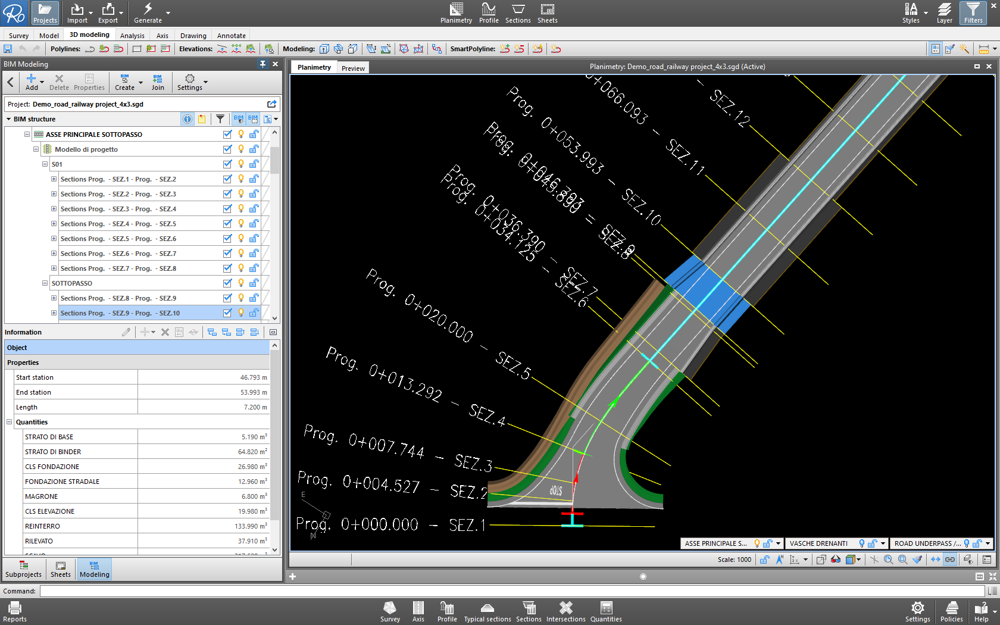 Ro
Projects
Import
Export
Generate
Planimetry
Profile
Sections
Sheets
Styles
Layer
Filters
Survey
Model
3D modeling
Analysis
Axis
Drawing
Annotate
Polylines:
Elevations:
Modeling:
SmartPolyline:
BIM Modeling
Add
Delete
Properties
BIM
Create
BIM
Join
Settings
Project: Demo_road_railway project_4x3.sgd
BIM structure
BIM
BIM
ASSE PRINCIPALE SOTTOPASSO
Modello di progetto
S01
Sections Prog. - SEZ.1 - Prog. - SEZ.2
Sections Prog. - SEZ.2 - Prog. - SEZ.3
Sections Prog. - SEZ.3 - Prog. - SEZ.4
Sections Prog. - SEZ.4 - Prog. - SEZ.5
Sections Prog. - SEZ.5 - Prog. - SEZ.6
Sections Prog. - SEZ.6 - Prog. - SEZ.7
Sections Prog. - SEZ.7 - Prog. - SEZ.8
SOTTOPASSO
Sections Prog. - SEZ.8 - Prog. - SEZ.9
Sections Prog. - SEZ.9 - Prog. - SEZ.10
Information
Object
Properties
Start station 46.793 m
End station 53.993 m
Length 7.200 m
Quantities
STRATO DI BASE 5.190 m³
STRATO DI BINDER 64.820 m²
CLS FONDAZIONE 26.980 m³
FONDAZIONE STRADALE 12.960 m³
MAGRONE 6.800 m³
CLS ELEVAZIONE 19.980 m³
REINTERRO 133.990 m³
RILEVATO 37.910 m³
Subprojects
Sheets
BIM
Modeling
Planimetry
Preview
Planimetry: Demo_road_railway project_4x3.sgd (Active)
- SEZ.12
0+066.093 - SEZ.11
Prog. 0+053.993 - SEZ.10
Prog. 0+046.793 - SEZ.9
Prog. 0+045.890 - SEZ.8
Prog. 0+036.390 - SEZ.7
Prog. 0+034.125 - SEZ.6
Prog. 0+020.000 - SEZ.5
Prog. 0+013.292 - SEZ.4
Prog. 0+007.744 - SEZ.3
Prog. 0+004.527 - SEZ.2
Prog. 0+000.000 - SEZ.1
STOP
E
N
ASSE PRINCIPALE S...
VASCHE DRENANTI
ROAD UNDERPASS /...
Scale: 1000
Command:
Reports
Survey
Axis
Profile
Typical sections
Sections
Intersections
Quantities
Settings
Policies
Help